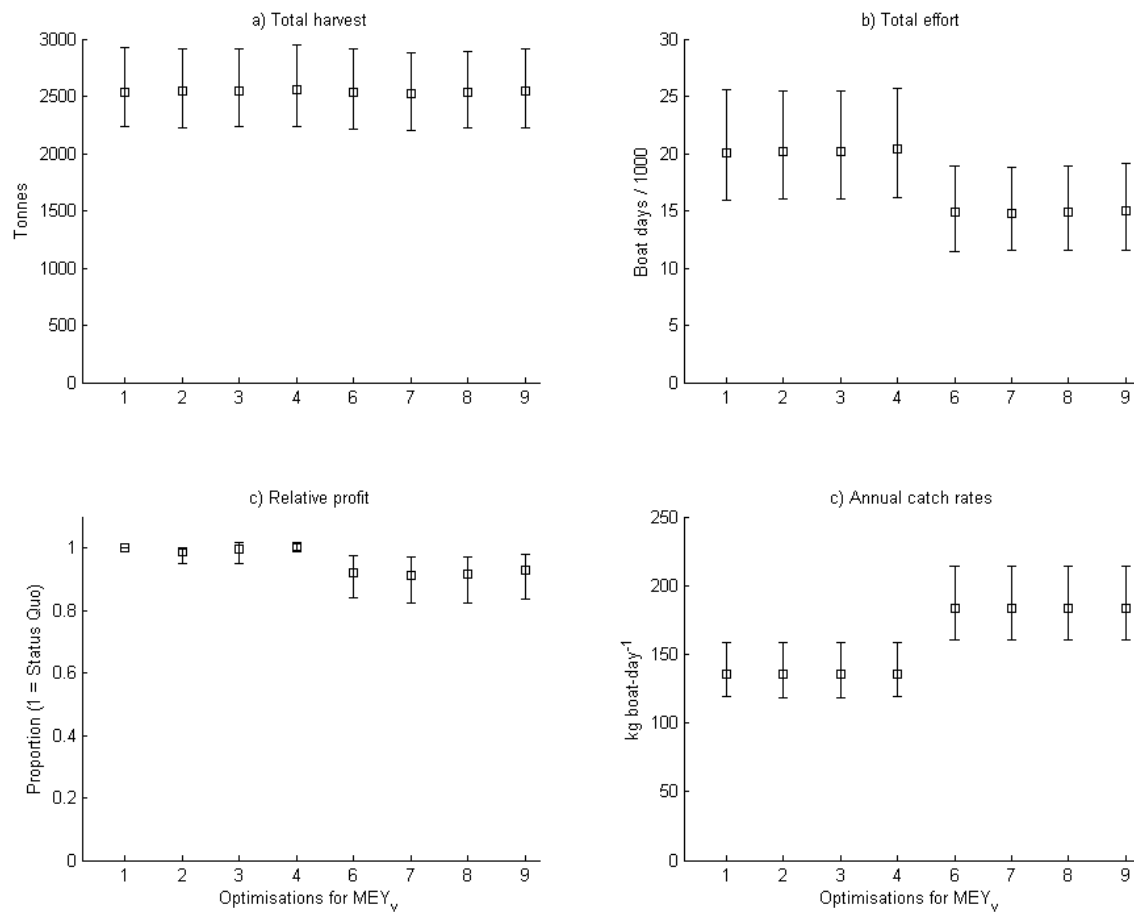 a) Total harvest
3000
2500
2000
1500
1000
500
0
Tonnes
1 2 3 4 6 7 8 9
b) Total effort
30
25
20
15
10
5
0
Boat days / 1000
1 2 3 4 6 7 8 9
c) Relative profit
1
0.8
0.6
0.4
0.2
0
Proportion (1 = Status Quo)
1 2 3 4 6 7 8 9
Optimisations for MEYv
c) Annual catch rates
250
200
150
100
50
0
kg boat-day-1
1 2 3 4 6 7 8 9
Optimisations for MEYv